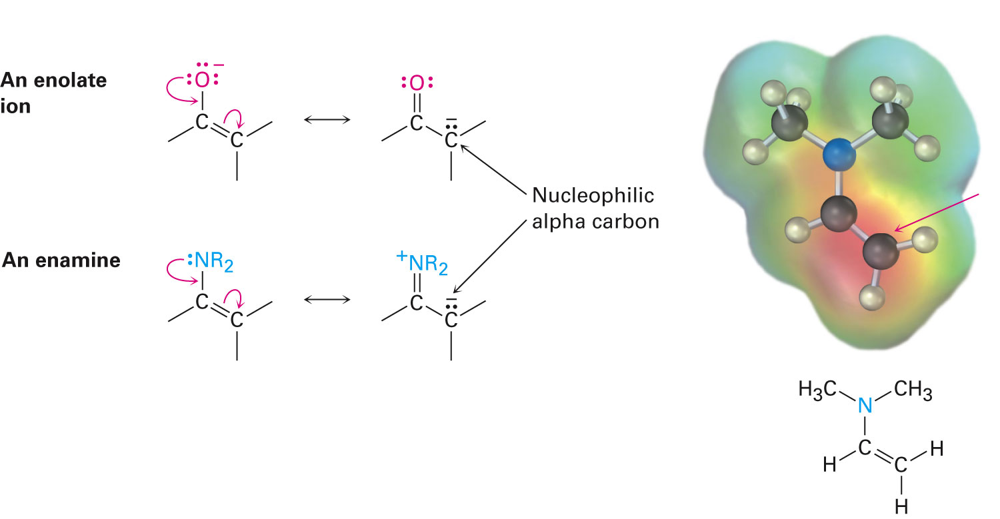 An enolate
ion
:Ö:⁻
C
C
:O:
C
C̈⁻
Nucleophilic
alpha carbon
An enamine
:NR₂
C
C
⁺NR₂
C
C̈⁻
H₃C
CH₃
N
C
H
H
C
H